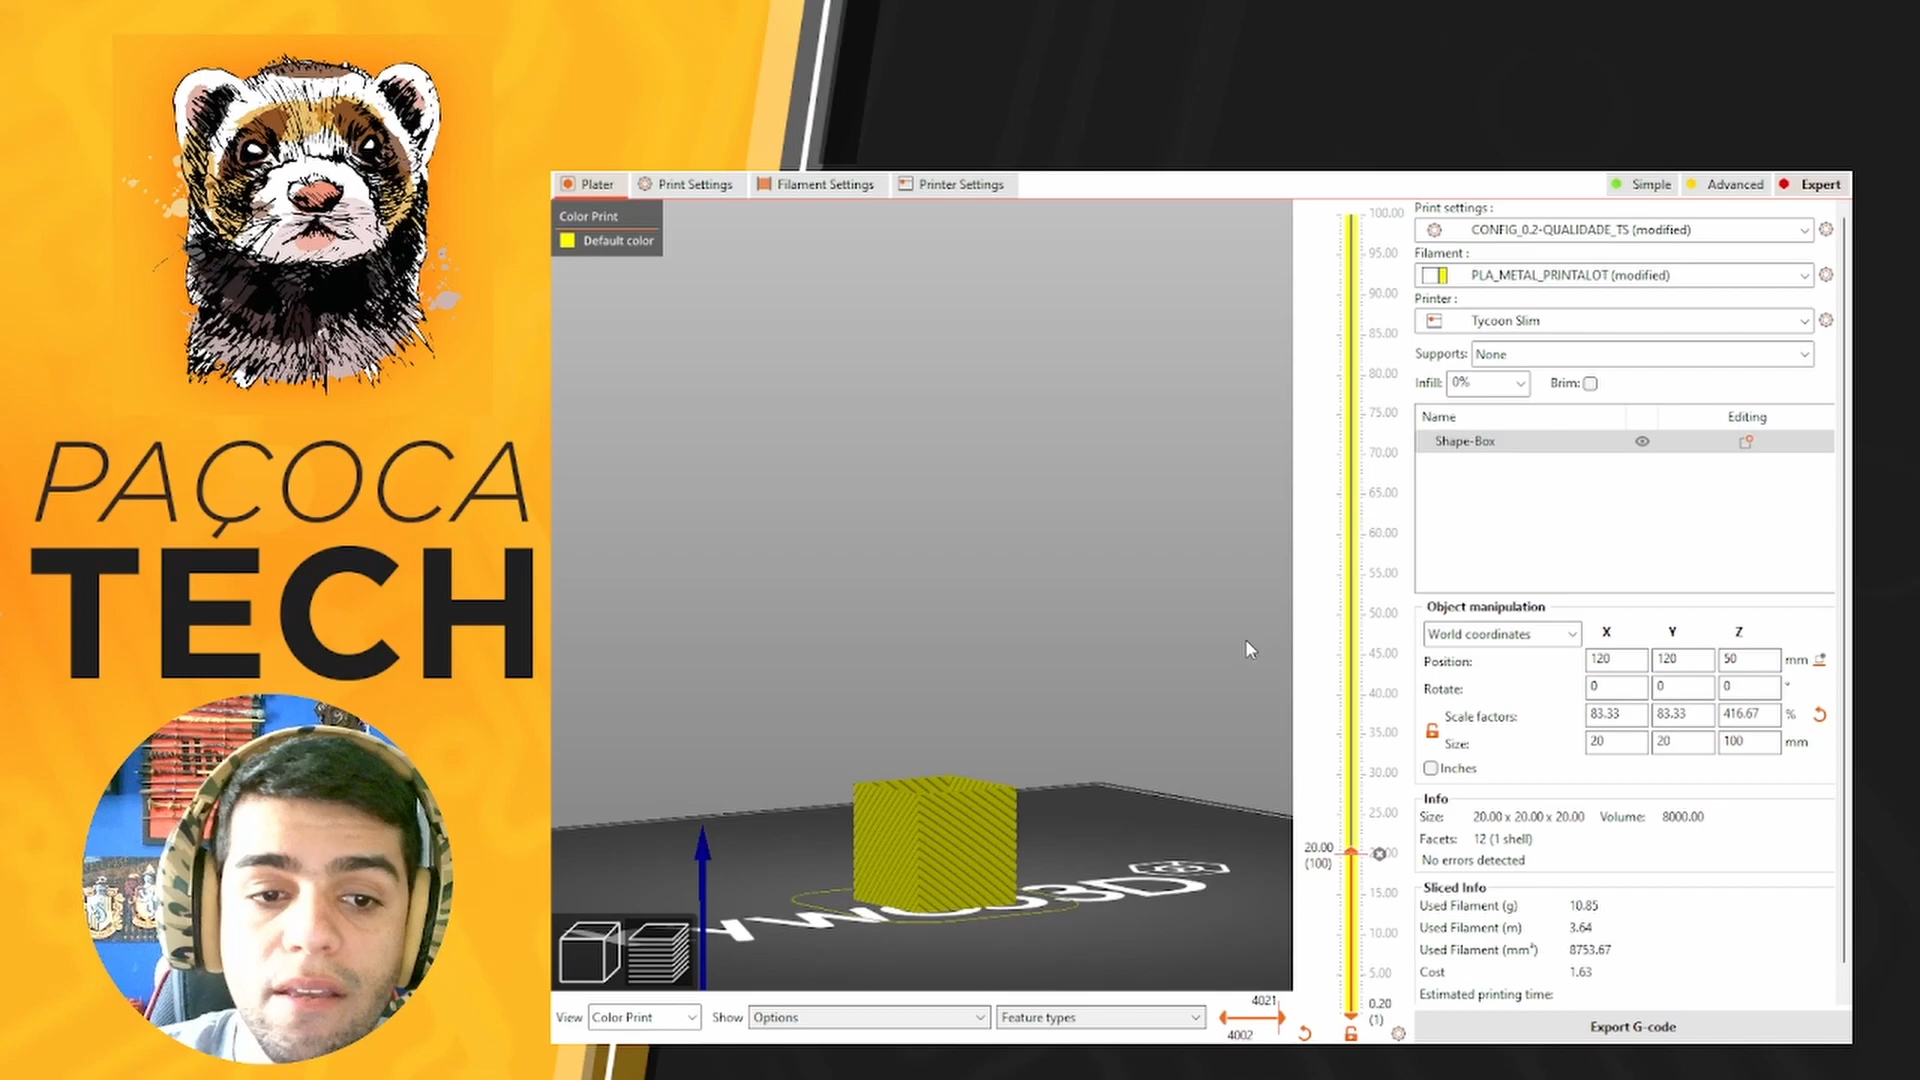 PAÇOCA
TECH
Plater
Print Settings
Filament Settings
Printer Settings
Simple
Advanced
Expert
Color Print
Default color
100.00
95.00
90.00
85.00
80.00
75.00
70.00
65.00
60.00
55.00
50.00
45.00
40.00
35.00
30.00
25.00
20.00
(100)
15.00
10.00
5.00
0.20
(1)
Print settings :
CONFIG_0.2-QUALIDADE_TS (modified)
Filament :
PLA_METAL_PRINTALOT (modified)
Printer :
Tycoon Slim
Supports: None
Infill: 0% Brim:
Name Editing
Shape-Box
Object manipulation
World coordinates X Y Z
Position: 120 120 50 mm
Rotate: 0 0 0 °
Scale factors: 83.33 83.33 416.67 %
Size: 20 20 100 mm
Inches
Info
Size: 20.00 x 20.00 x 20.00 Volume: 8000.00
Facets: 12 (1 shell)
No errors detected
Sliced Info
Used Filament (g) 10.85
Used Filament (m) 3.64
Used Filament (mm³) 8753.67
Cost 1.63
Estimated printing time:
Export G-code
View Color Print Show Options Feature types
4021
4002